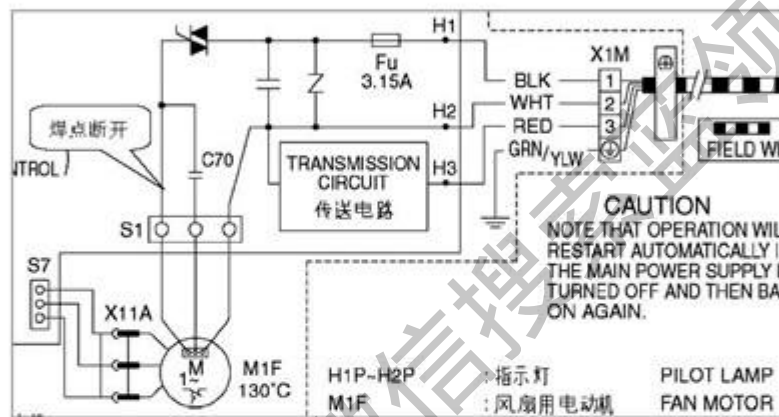 H1
X1M
Fu
3.15A
BLK
1
WHT
2
RED
3
GRN/YLW
H2
焊点断开
NTROL
C70
TRANSMISSION
CIRCUIT
传送电路
H3
FIELD WI
S1
CAUTION
NOTE THAT OPERATION WIL
RESTART AUTOMATICALLY I
THE MAIN POWER SUPPLY I
TURNED OFF AND THEN BA
ON AGAIN.
S7
X11A
M
1~
M1F
130°C
H1P~H2P :指示灯 PILOT LAMP
M1F :风扇用电动机 FAN MOTOR